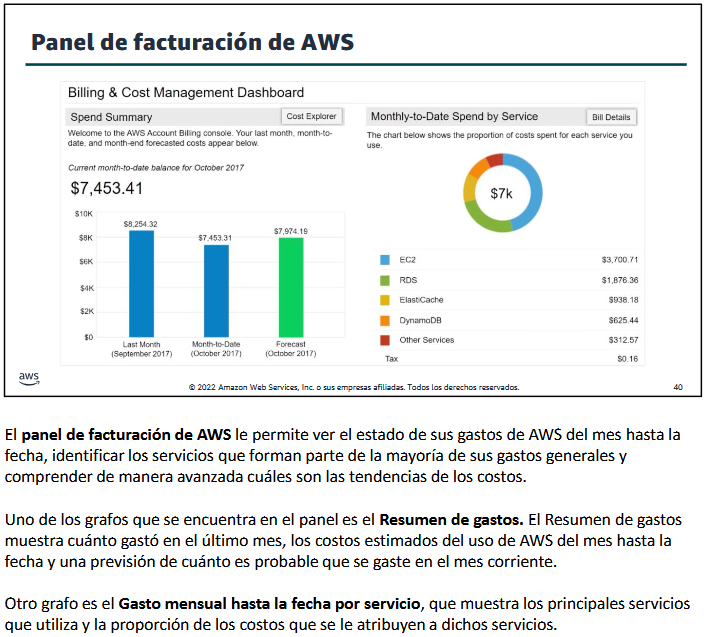 Panel de facturación de AWS
Billing & Cost Management Dashboard
Spend Summary
Cost Explorer
Welcome to the AWS Account Billing console. Your last month, month-to-
date, and month-end forecasted costs appear below.
Current month-to-date balance for October 2017
$7,453.41
$10K
$8K
$6K
$4K
$2K
$0
$8,254.32
$7,453.31
$7,974.19
Last Month
(September 2017)
Month-to-Date
(October 2017)
Forecast
(October 2017)
Monthly-to-Date Spend by Service
Bill Details
The chart below shows the proportion of costs spent for each service you
use.
$7k
EC2 $3,700.71
RDS $1,876.36
ElastiCache $938.18
DynamoDB $625.44
Other Services $312.57
Tax $0.16
aws
© 2022 Amazon Web Services, Inc. o sus empresas afiliadas. Todos los derechos reservados.
40
El panel de facturación de AWS le permite ver el estado de sus gastos de AWS del mes hasta la
fecha, identificar los servicios que forman parte de la mayoría de sus gastos generales y
comprender de manera avanzada cuáles son las tendencias de los costos.
Uno de los grafos que se encuentra en el panel es el Resumen de gastos. El Resumen de gastos
muestra cuánto gastó en el último mes, los costos estimados del uso de AWS del mes hasta la
fecha y una previsión de cuánto es probable que se gaste en el mes corriente.
Otro grafo es el Gasto mensual hasta la fecha por servicio, que muestra los principales servicios
que utiliza y la proporción de los costos que se le atribuyen a dichos servicios.